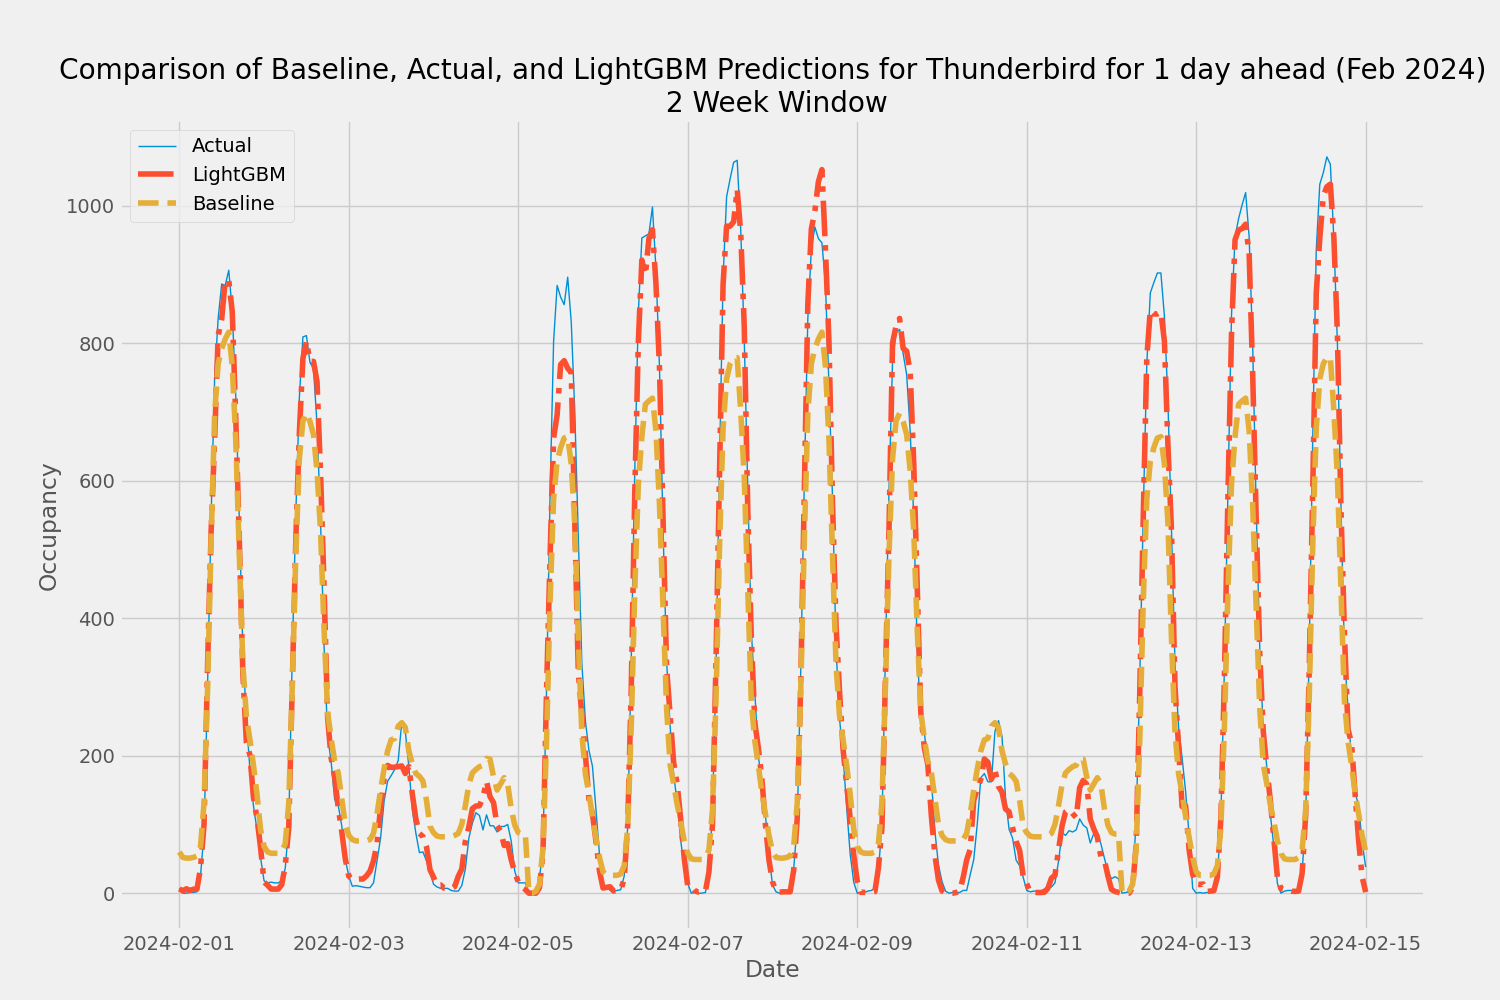 Comparison of Baseline, Actual, and LightGBM Predictions for Thunderbird for 1 day ahead (Feb 2024)
2 Week Window
Actual
LightGBM
Baseline
1000
800
600
400
200
0
Occupancy
2024-02-01
2024-02-03
2024-02-05
2024-02-07
2024-02-09
2024-02-11
2024-02-13
2024-02-15
Date